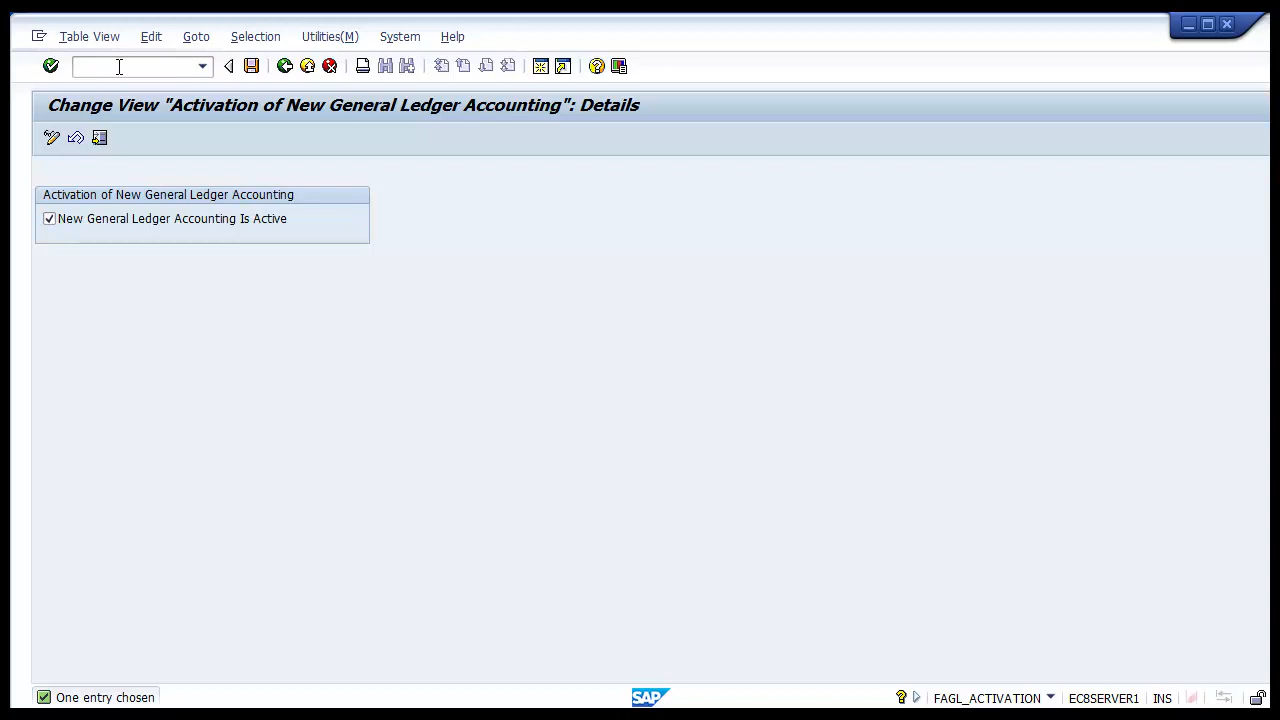 Table View Edit Goto Selection Utilities(M) System Help
Change View "Activation of New General Ledger Accounting": Details
Activation of New General Ledger Accounting
New General Ledger Accounting Is Active
One entry chosen
SAP
FAGL_ACTIVATION EC8SERVER1 INS